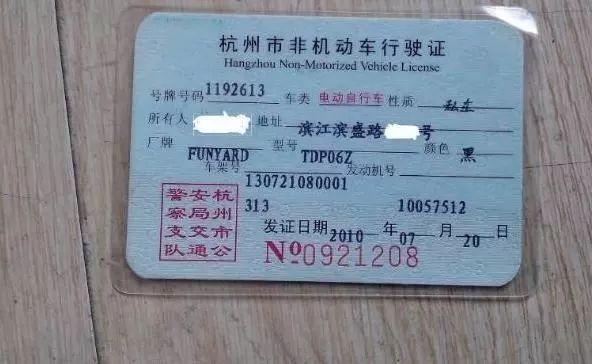 杭州市非机动车行驶证
Hangzhou Non-Motorized Vehicle License
号牌号码 1192613 车类 电动自行车 性质 私车
所有人 地址 滨江滨盛路 号
厂牌 FUNYARD 型号 TDP06Z 颜色 黑
车架号 130721080001313 发动机号 10057512
发证日期 2010 年 07 月 20 日
杭州市公
安局交通
警察支队
Nº0921208